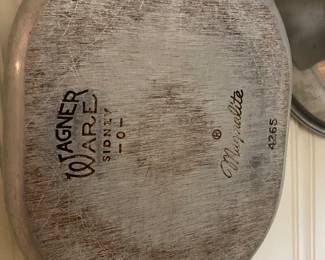 WAGNER
WARE
SIDNEY
-O-
®
Magnalite
4265